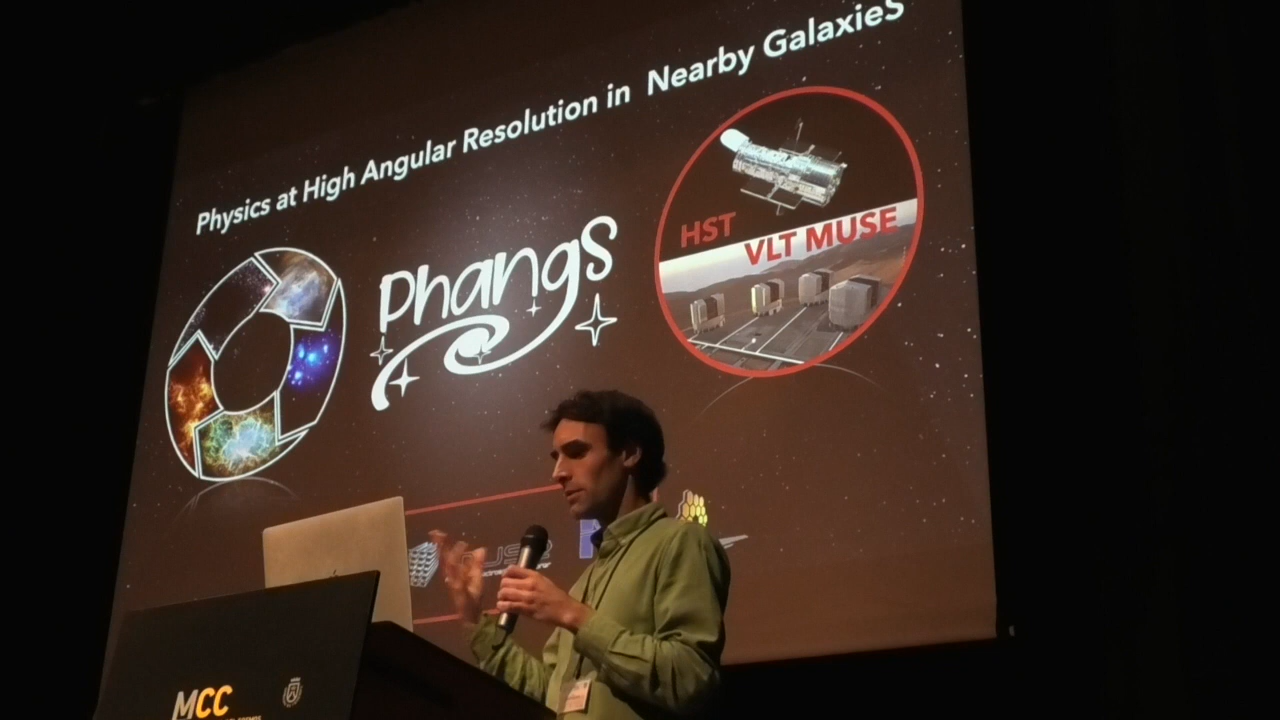 Physics at High Angular Resolution in Nearby GalaxieS
PhangS
HST
VLT MUSE
MCC